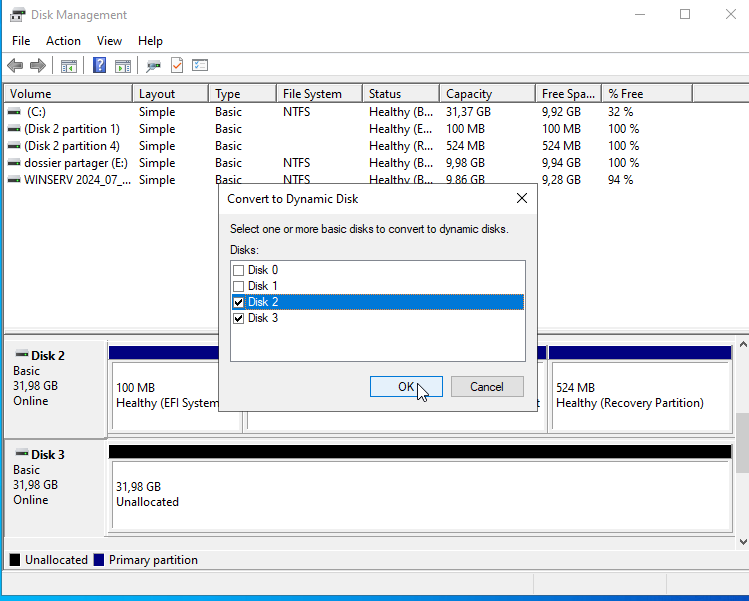 Disk Management
File Action View Help
Volume Layout Type File System Status Capacity Free Spa... % Free
(C:) Simple Basic NTFS Healthy (B... 31,37 GB 9,92 GB 32 %
(Disk 2 partition 1) Simple Basic Healthy (E... 100 MB 100 MB 100 %
(Disk 2 partition 4) Simple Basic Healthy (R... 524 MB 524 MB 100 %
dossier partager (E:) Simple Basic NTFS Healthy (B... 9,98 GB 9,94 GB 100 %
WINSERV 2024_07_... Simple Basic NTFS Healthy (B... 9,86 GB 9,28 GB 94 %
Convert to Dynamic Disk
Select one or more basic disks to convert to dynamic disks.
Disks:
Disk 0
Disk 1
Disk 2
Disk 3
OK Cancel
Disk 2
Basic
31,98 GB
Online
100 MB
Healthy (EFI System
524 MB
Healthy (Recovery Partition)
Disk 3
Basic
31,98 GB
Online
31,98 GB
Unallocated
Unallocated Primary partition